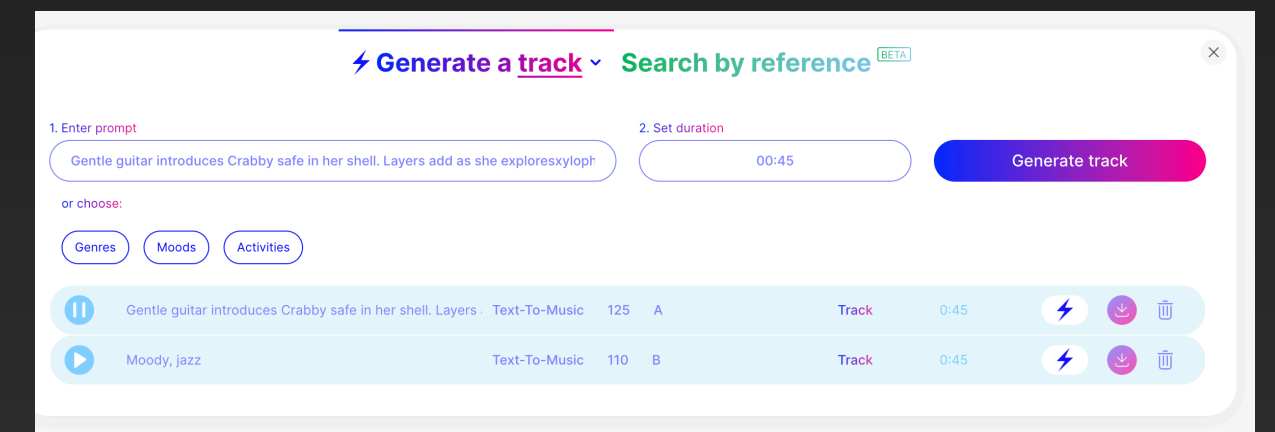 Generate a track Search by reference BETA
1. Enter prompt 2. Set duration
Gentle guitar introduces Crabby safe in her shell. Layers add as she exploresxyloph 00:45 Generate track
or choose:
Genres Moods Activities
Gentle guitar introduces Crabby safe in her shell. Layers Text-To-Music 125 A Track 0:45
Moody, jazz Text-To-Music 110 B Track 0:45